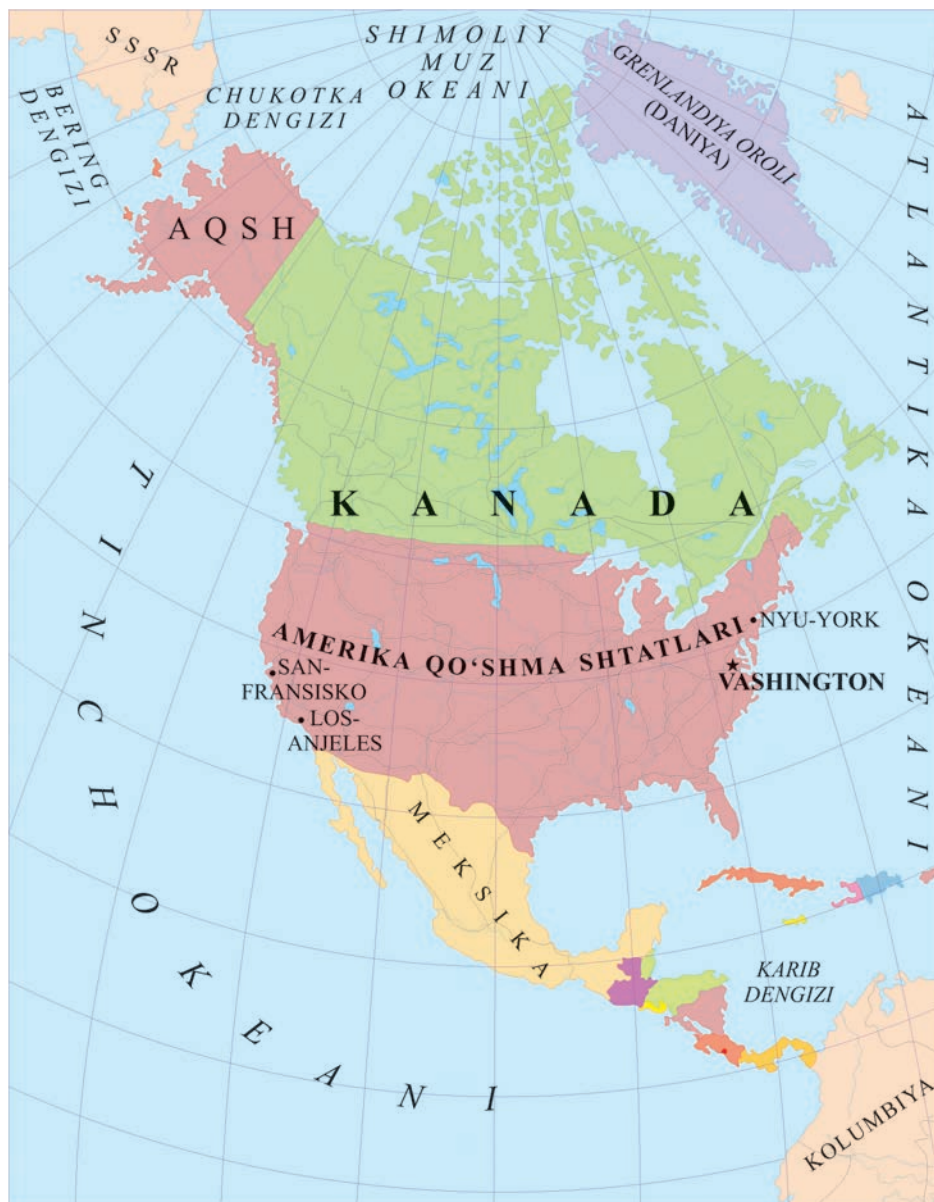 SSSR
BERING
DENGIZI
CHUKOTKA
DENGIZI
SHIMOLIY
MUZ
OKEANI
GRENLANDIYA OROLI
(DANIYA)
ATLANTIKA OKEANI
AQSH
KANADA
TINCH OKEANI
AMERIKA QO‘SHMA SHTATLARI
NYU-YORK
VASHINGTON
SAN-
FRANSISKO
LOS-
ANJELES
MEKSIKA
KARIB
DENGIZI
KOLUMBIYA